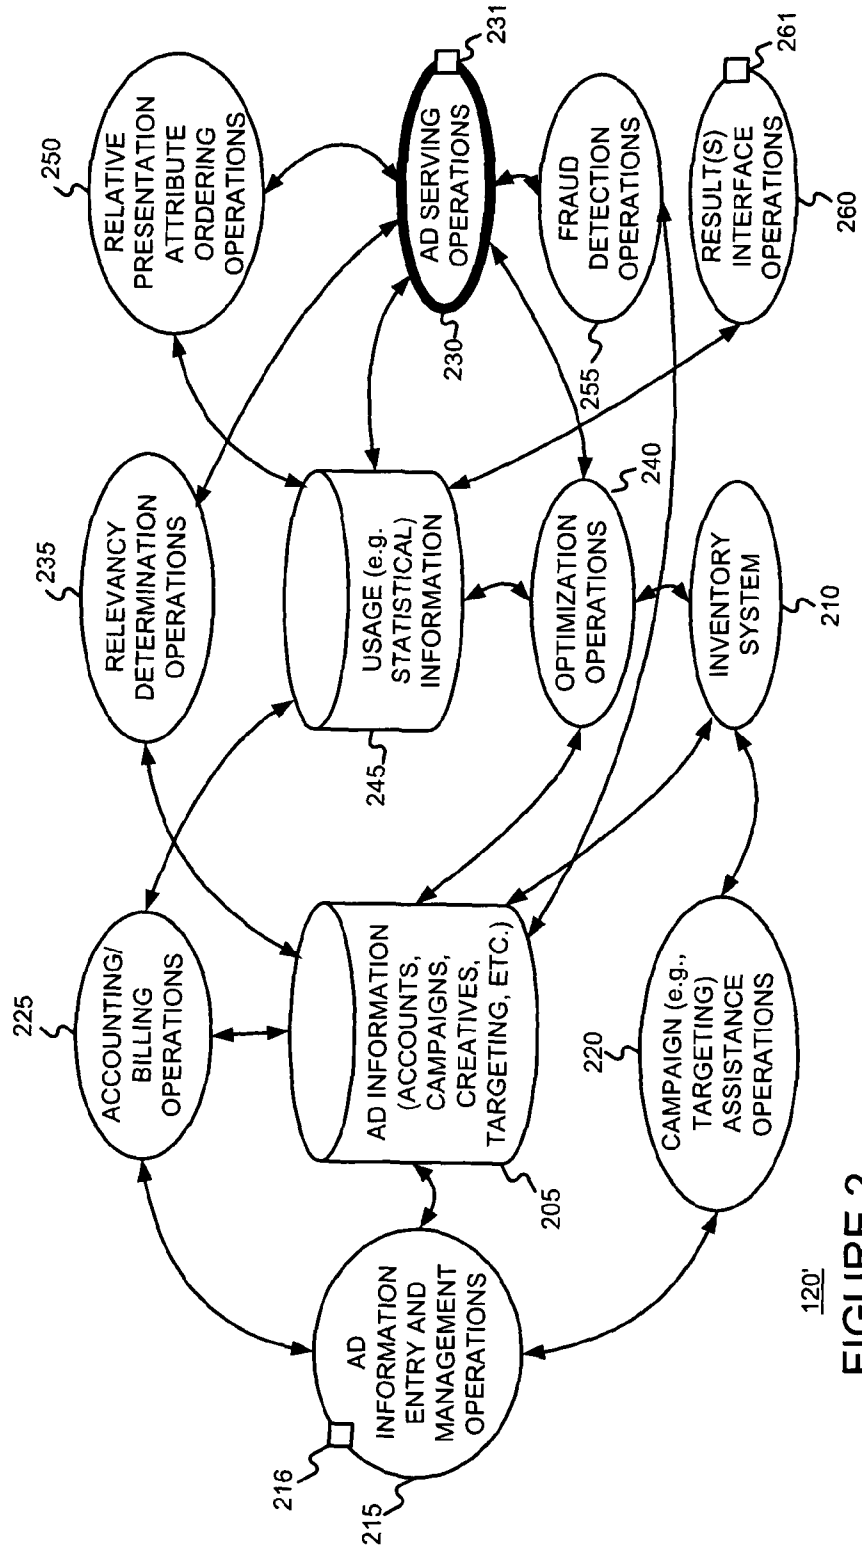 250
RELATIVE
PRESENTATION
ATTRIBUTE
ORDERING
OPERATIONS
231
AD SERVING
OPERATIONS
230
FRAUD
DETECTION
OPERATIONS
255
261
RESULT(S)
INTERFACE
OPERATIONS
260
235
RELEVANCY
DETERMINATION
OPERATIONS
USAGE (e.g.
STATISTICAL)
INFORMATION
245
240
OPTIMIZATION
OPERATIONS
INVENTORY
SYSTEM
210
225
ACCOUNTING/
BILLING
OPERATIONS
AD INFORMATION
(ACCOUNTS,
CAMPAIGNS,
CREATIVES,
TARGETING, ETC.)
205
220
CAMPAIGN (e.g.,
TARGETING)
ASSISTANCE
OPERATIONS
216
215
AD
INFORMATION
ENTRY AND
MANAGEMENT
OPERATIONS
120'
FIGURE 2